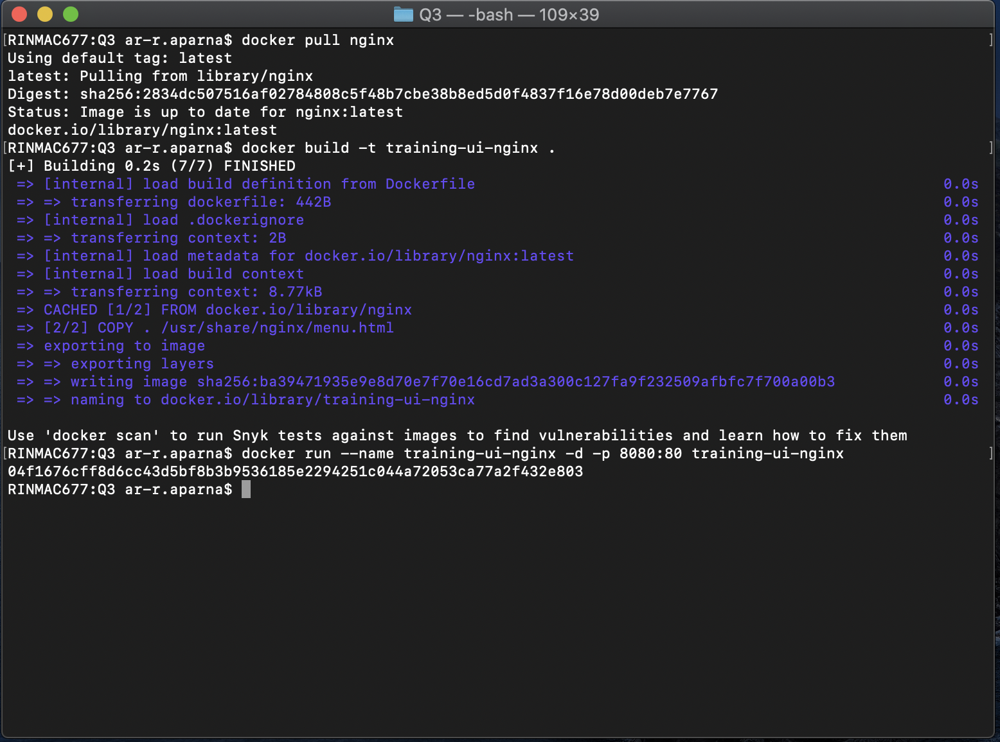 Q3 — -bash — 109×39
[RINMAC677:Q3 ar-r.aparna$ docker pull nginx ]
Using default tag: latest
latest: Pulling from library/nginx
Digest: sha256:2834dc507516af02784808c5f48b7cbe38b8ed5d0f4837f16e78d00deb7e7767
Status: Image is up to date for nginx:latest
docker.io/library/nginx:latest
[RINMAC677:Q3 ar-r.aparna$ docker build -t training-ui-nginx . ]
[+] Building 0.2s (7/7) FINISHED
=> [internal] load build definition from Dockerfile 0.0s
=> => transferring dockerfile: 442B 0.0s
=> [internal] load .dockerignore 0.0s
=> => transferring context: 2B 0.0s
=> [internal] load metadata for docker.io/library/nginx:latest 0.0s
=> [internal] load build context 0.0s
=> => transferring context: 8.77kB 0.0s
=> CACHED [1/2] FROM docker.io/library/nginx 0.0s
=> [2/2] COPY . /usr/share/nginx/menu.html 0.0s
=> exporting to image 0.0s
=> => exporting layers 0.0s
=> => writing image sha256:ba39471935e9e8d70e7f70e16cd7ad3a300c127fa9f232509afbfc7f700a00b3 0.0s
=> => naming to docker.io/library/training-ui-nginx 0.0s
Use 'docker scan' to run Snyk tests against images to find vulnerabilities and learn how to fix them
[RINMAC677:Q3 ar-r.aparna$ docker run --name training-ui-nginx -d -p 8080:80 training-ui-nginx ]
04f1676cff8d6cc43d5bf8b3b9536185e2294251c044a72053ca77a2f432e803
RINMAC677:Q3 ar-r.aparna$